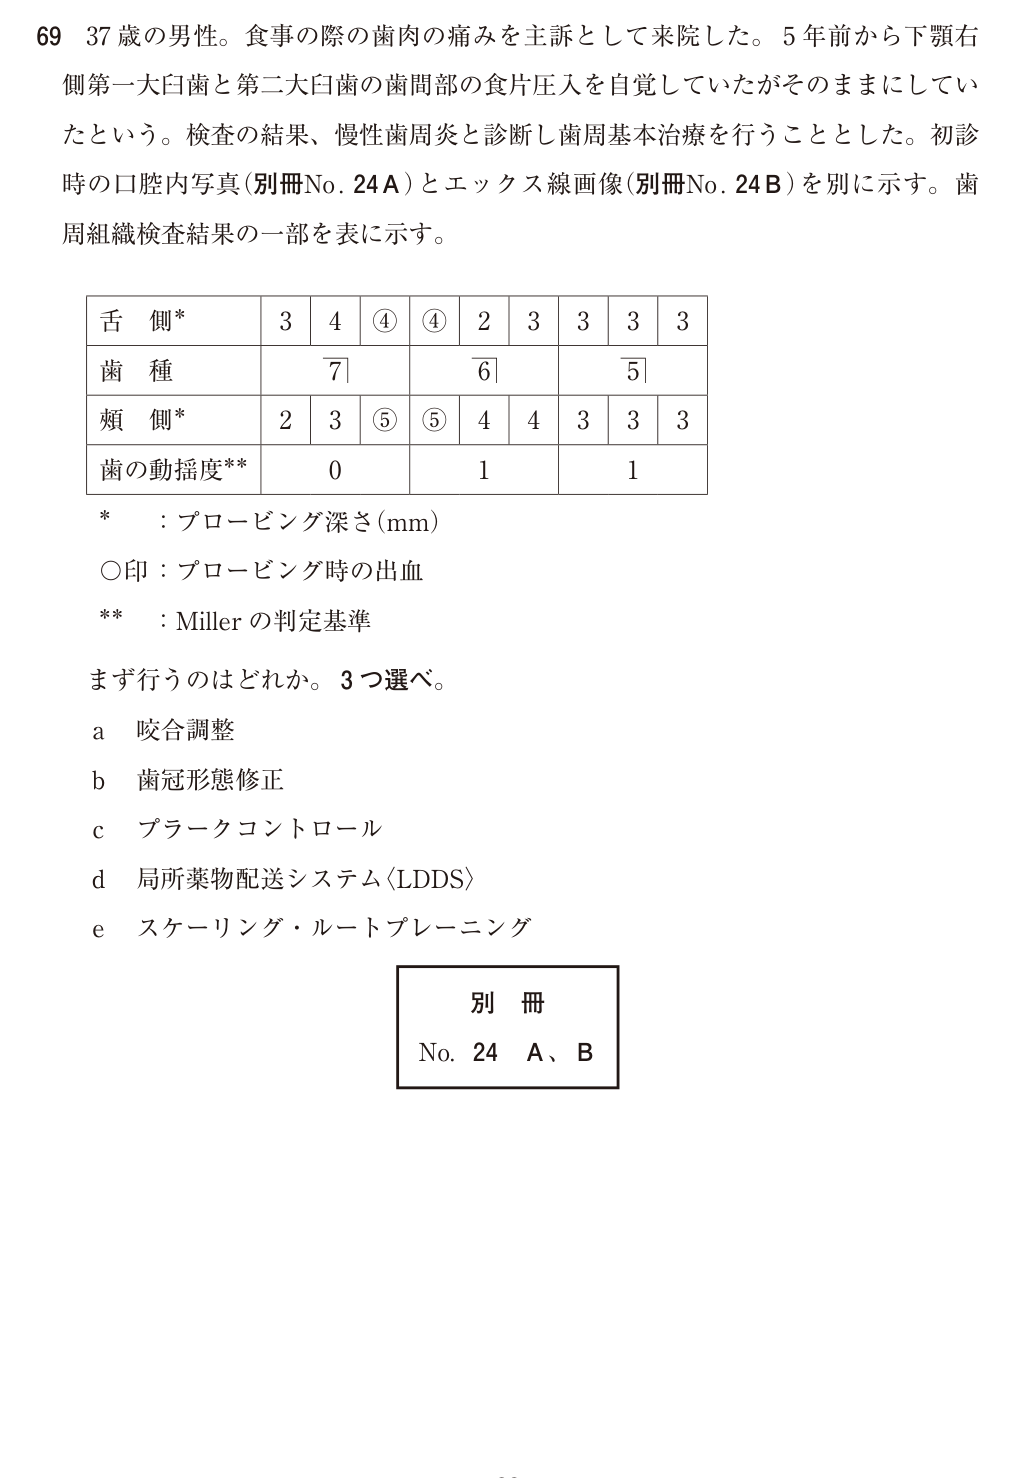 69 37歳の男性。食事の際の歯肉の痛みを主訴として来院した。5年前から下顎右
側第一大臼歯と第二大臼歯の歯間部の食片圧入を自覚していたがそのままにしてい
たという。検査の結果、慢性歯周炎と診断し歯周基本治療を行うこととした。初診
時の口腔内写真(別冊No. 24A)とエックス線画像(別冊No. 24B)を別に示す。歯
周組織検査結果の一部を表に示す。
舌 側* 3 4 ④ ④ 2 3 3 3 3
歯 種 7 6 5
頰 側* 2 3 ⑤ ⑤ 4 4 3 3 3
歯の動揺度** 0 1 1
* :プロービング深さ(mm)
○印:プロービング時の出血
** :Millerの判定基準
まず行うのはどれか。3つ選べ。
a 咬合調整
b 歯冠形態修正
c プラークコントロール
d 局所薬物配送システム〈LDDS〉
e スケーリング・ルートプレーニング
別 冊
No. 24 A、B